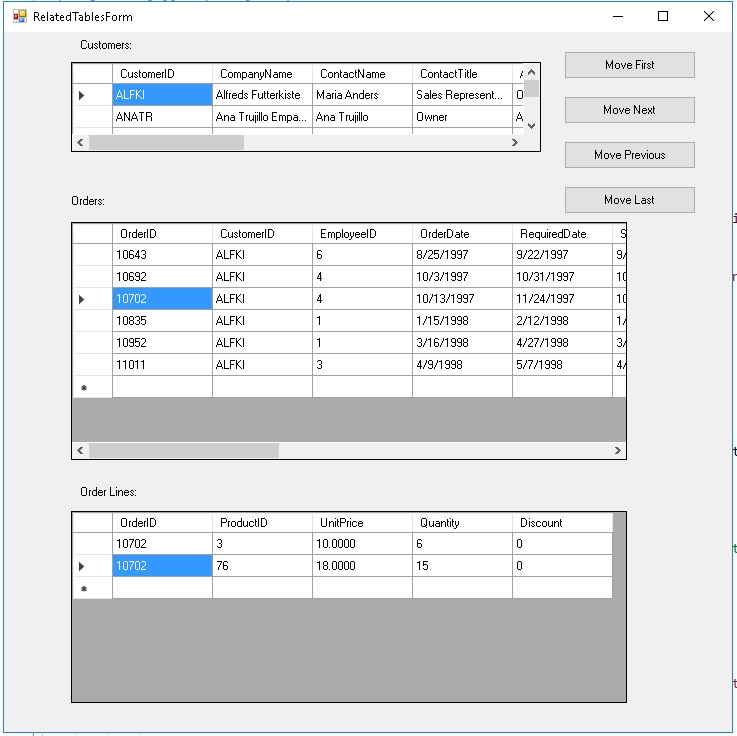 RelatedTablesForm
Customers:
CustomerID CompanyName ContactName ContactTitle
ALFKI Alfreds Futterkiste Maria Anders Sales Represent...
ANATR Ana Trujillo Empa... Ana Trujillo Owner
Move First
Move Next
Move Previous
Move Last
Orders:
OrderID CustomerID EmployeeID OrderDate RequiredDate S
10643 ALFKI 6 8/25/1997 9/22/1997 9/
10692 ALFKI 4 10/3/1997 10/31/1997 10
10702 ALFKI 4 10/13/1997 11/24/1997 10
10835 ALFKI 1 1/15/1998 2/12/1998 1/
10952 ALFKI 1 3/16/1998 4/27/1998 3/
11011 ALFKI 3 4/9/1998 5/7/1998 4/
Order Lines:
OrderID ProductID UnitPrice Quantity Discount
10702 3 10.0000 6 0
10702 76 18.0000 15 0